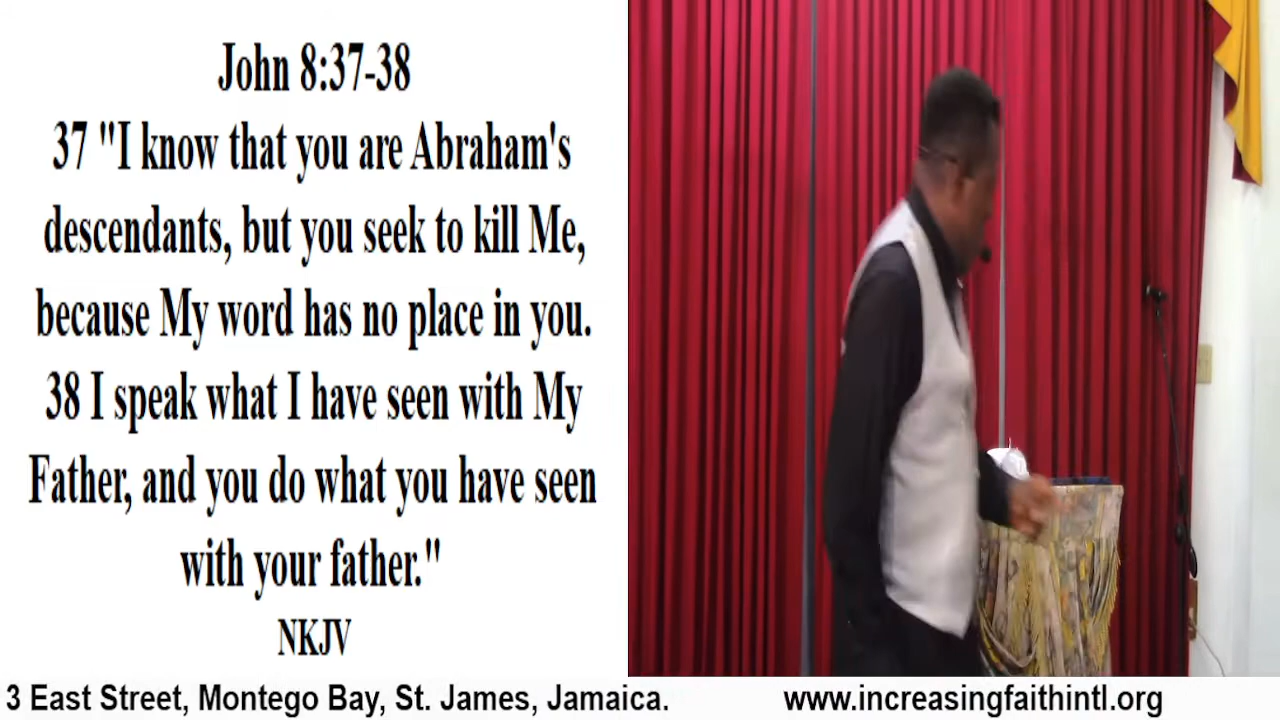 John 8:37-38
37 "I know that you are Abraham's
descendants, but you seek to kill Me,
because My word has no place in you.
38 I speak what I have seen with My
Father, and you do what you have seen
with your father."
NKJV
3 East Street, Montego Bay, St. James, Jamaica.
www.increasingfaithintl.org